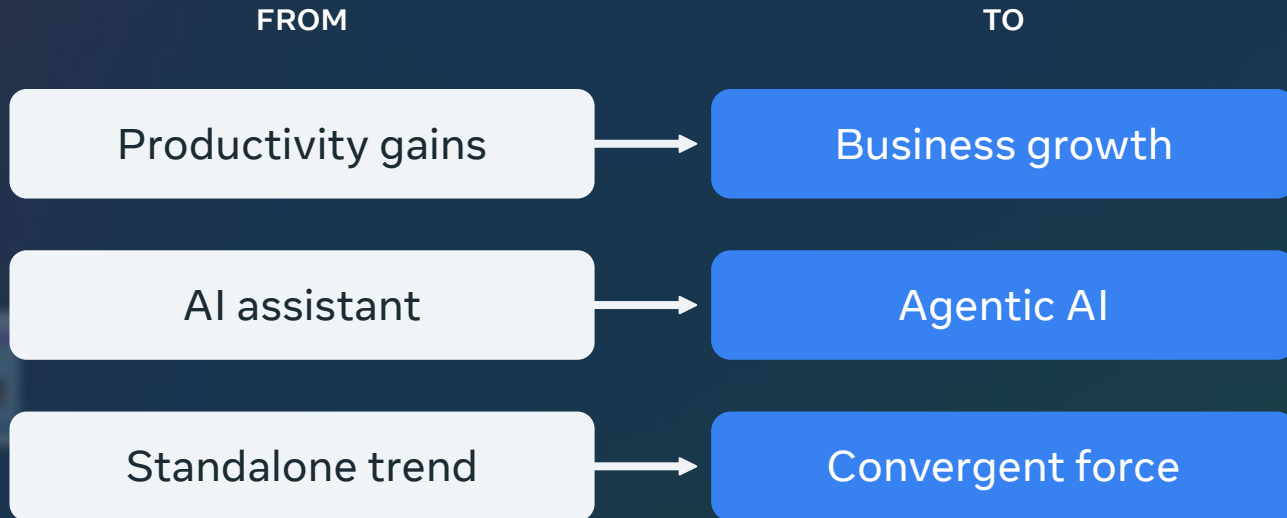 FROM
TO
Productivity gains
Business growth
AI assistant
Agentic AI
Standalone trend
Convergent force